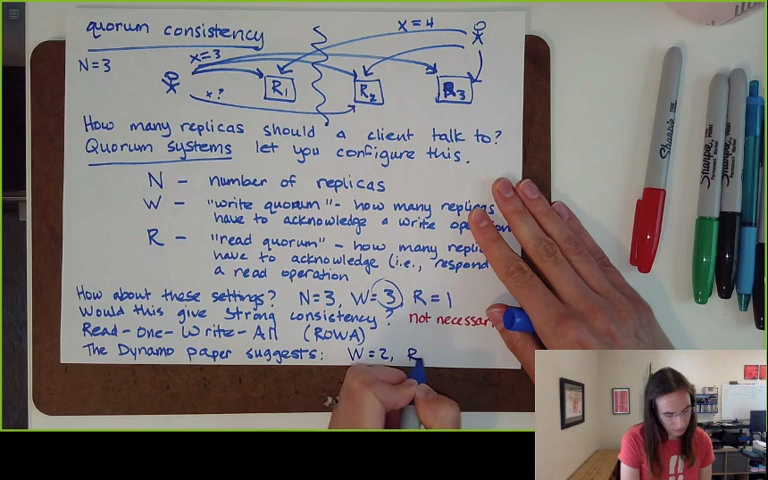 quorum consistency
x=4
x=3
N=3
R1
R2
R3
x?
How many replicas should a client talk to?
Quorum systems let you configure this.
N - number of replicas
W - "write quorum" - how many replicas
have to acknowledge a write
R - "read quorum" - how many
have to acknowledge (i.e., respond
a read operation
How about these settings? N=3, W=3, R=1
Would this give strong consistency? not
Read-One-Write-All (ROWA)
The Dynamo paper suggests: W=2, R
Sharpie
Sharpie
Sharpie